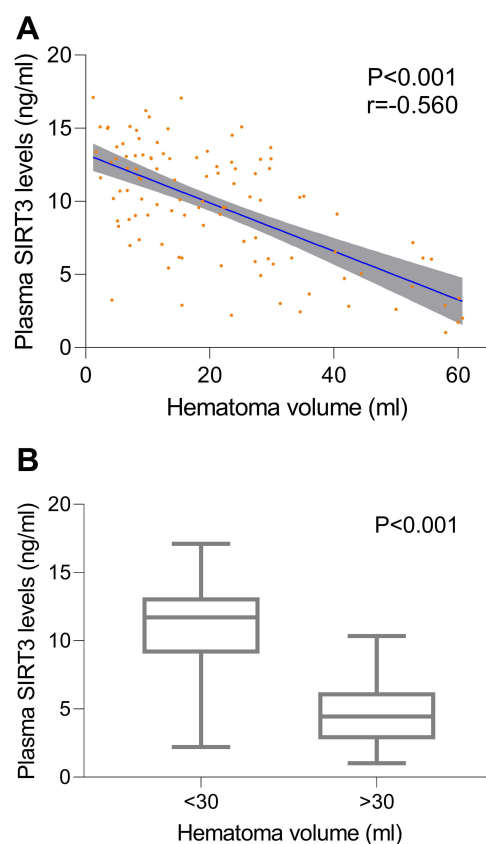 A
Plasma SIRT3 levels (ng/ml)
20
15
10
5
0
P<0.001
r=-0.560
0 20 40 60
Hematoma volume (ml)
B
Plasma SIRT3 levels (ng/ml)
20
15
10
5
0
P<0.001
<30 >30
Hematoma volume (ml)